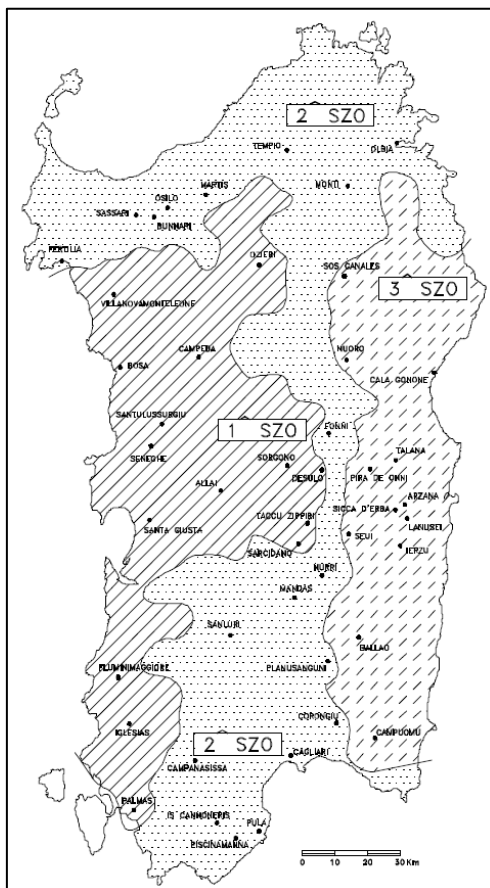 2 SZO
TEMPIO
OLBIA
MARTIS
MONTI
OSILO
SASSARI
BUNNARI
FERTILIA
OZIERI
SOS CANALES
3 SZO
VILLANOVAMONTELEONE
NUORO
CAMPEDA
BOSA
CALA GONONE
SANTULUSSURGIU
1 SZO
FONNI
SENEGHE
TALANA
SORGONO
DESULO
PIRA DE ONNI
ALLAI
ARZANA
SICCA D'ERBA
LANUSEI
SANTA GIUSTA
TACCU ZIPPIRI
SEUI
IERZU
SARCIDANO
NURRI
MANDAS
SANLURI
BALLAO
PLANUSANGUNI
FLUMINIMAGGIORE
CORONGIU
IGLESIAS
2 SZO
CAMPUOMU
CAGLIARI
CAMPANASISSA
PALMAS
IS CANNONERIS
PULA
PISCINAMANNA
0 10 20 30 Km